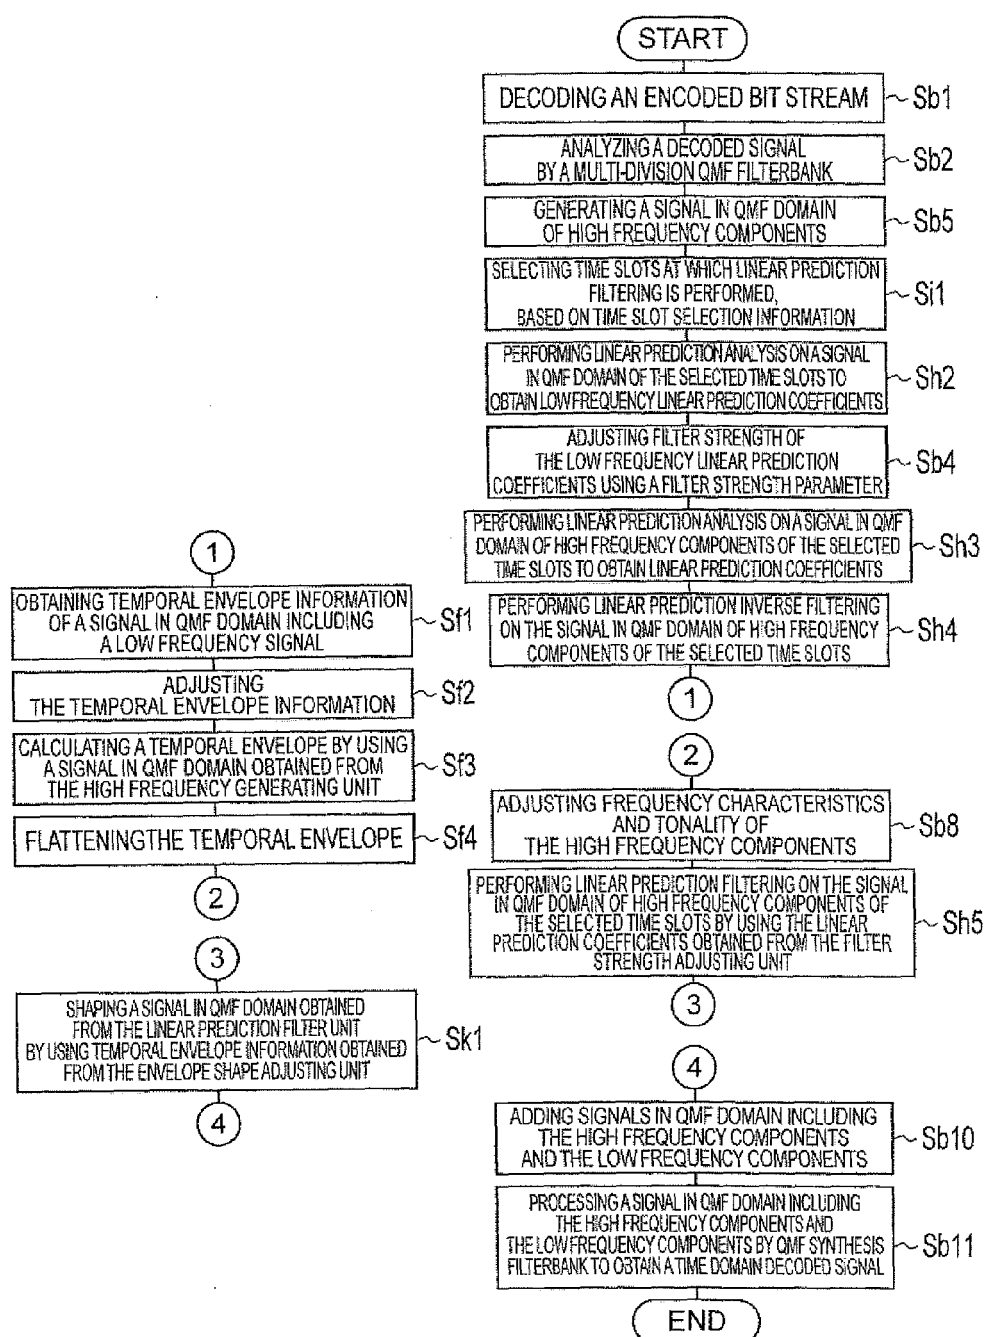 START
DECODING AN ENCODED BIT STREAM
Sb1
ANALYZING A DECODED SIGNAL
BY A MULTI-DIVISION QMF FILTERBANK
Sb2
GENERATING A SIGNAL IN QMF DOMAIN
OF HIGH FREQUENCY COMPONENTS
Sb5
SELECTING TIME SLOTS AT WHICH LINEAR PREDICTION
FILTERING IS PERFORMED,
BASED ON TIME SLOT SELECTION INFORMATION
Si1
PERFORMING LINEAR PREDICTION ANALYSIS ON A SIGNAL
IN QMF DOMAIN OF THE SELECTED TIME SLOTS TO
OBTAIN LOW FREQUENCY LINEAR PREDICTION COEFFICIENTS
Sh2
ADJUSTING FILTER STRENGTH OF
THE LOW FREQUENCY LINEAR PREDICTION
COEFFICIENTS USING A FILTER STRENGTH PARAMETER
Sb4
PERFORMING LINEAR PREDICTION ANALYSIS ON A SIGNAL IN QMF
DOMAIN OF HIGH FREQUENCY COMPONENTS OF THE SELECTED
TIME SLOTS TO OBTAIN LINEAR PREDICTION COEFFICIENTS
Sh3
PERFORMNG LINEAR PREDICTION INVERSE FILTERING
ON THE SIGNAL IN QMF DOMAIN OF HIGH FREQUENCY
COMPONENTS OF THE SELECTED TIME SLOTS
Sh4
1
1
OBTAINING TEMPORAL ENVELOPE INFORMATION
OF A SIGNAL IN QMF DOMAIN INCLUDING
A LOW FREQUENCY SIGNAL
Sf1
ADJUSTING
THE TEMPORAL ENVELOPE INFORMATION
Sf2
CALCULATING A TEMPORAL ENVELOPE BY USING
A SIGNAL IN QMF DOMAIN OBTAINED FROM
THE HIGH FREQUENCY GENERATING UNIT
Sf3
FLATTENING THE TEMPORAL ENVELOPE
Sf4
2
2
ADJUSTING FREQUENCY CHARACTERISTICS
AND TONALITY OF
THE HIGH FREQUENCY COMPONENTS
Sb8
PERFORMING LINEAR PREDICTION FILTERING ON THE SIGNAL
IN QMF DOMAIN OF HIGH FREQUENCY COMPONENTS OF
THE SELECTED TIME SLOTS BY USING THE LINEAR
PREDICTION COEFFICIENTS OBTAINED FROM THE FILTER
STRENGTH ADJUSTING UNIT
Sh5
3
3
SHAPING A SIGNAL IN QMF DOMAIN OBTAINED
FROM THE LINEAR PREDICTION FILTER UNIT
BY USING TEMPORAL ENVELOPE INFORMATION OBTAINED
FROM THE ENVELOPE SHAPE ADJUSTING UNIT
Sk1
4
4
ADDING SIGNALS IN QMF DOMAIN INCLUDING
THE HIGH FREQUENCY COMPONENTS
AND THE LOW FREQUENCY COMPONENTS
Sb10
PROCESSING A SIGNAL IN QMF DOMAIN INCLUDING
THE HIGH FREQUENCY COMPONENTS AND
THE LOW FREQUENCY COMPONENTS BY QMF SYNTHESIS
FILTERBANK TO OBTAIN A TIME DOMAIN DECODED SIGNAL
Sb11
END